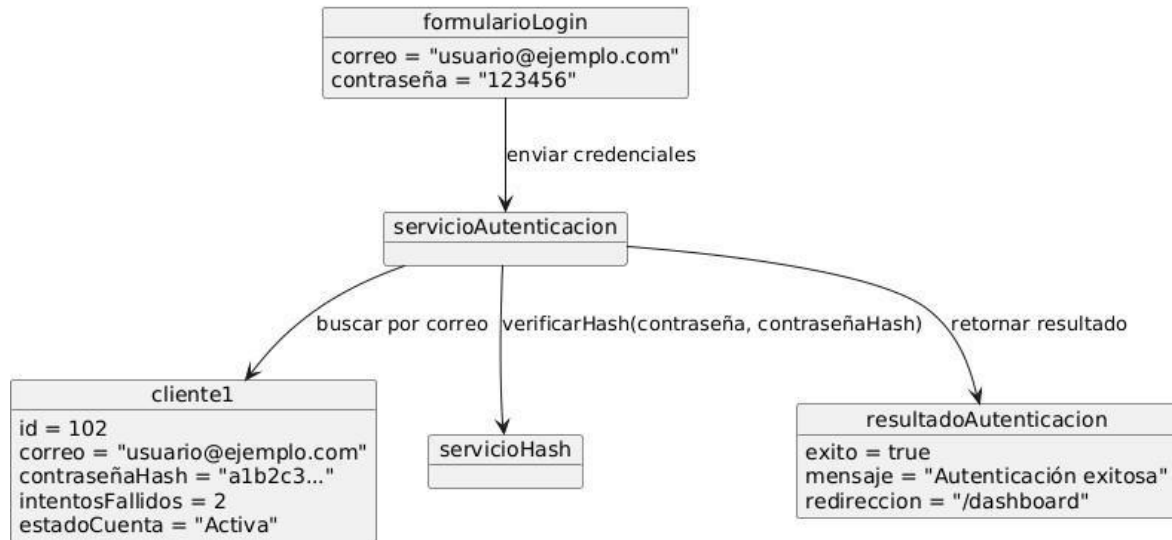 formularioLogin
correo = "usuario@ejemplo.com"
contraseña = "123456"
enviar credenciales
servicioAutenticacion
buscar por correo
verificarHash(contraseña, contraseñaHash)
retornar resultado
cliente1
id = 102
correo = "usuario@ejemplo.com"
contraseñaHash = "a1b2c3..."
intentosFallidos = 2
estadoCuenta = "Activa"
servicioHash
resultadoAutenticacion
exito = true
mensaje = "Autenticación exitosa"
redireccion = "/dashboard"